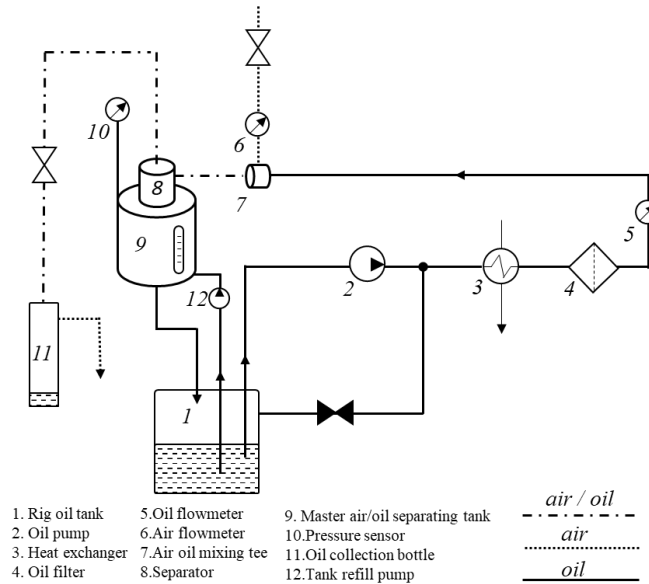 6
10
7
8
9
5
2
3
4
12
11
1
1. Rig oil tank
2. Oil pump
3. Heat exchanger
4. Oil filter
5.Oil flowmeter
6.Air flowmeter
7.Air oil mixing tee
8.Separator
9. Master air/oil separating tank
10.Pressure sensor
11.Oil collection bottle
12.Tank refill pump
air / oil
air
oil